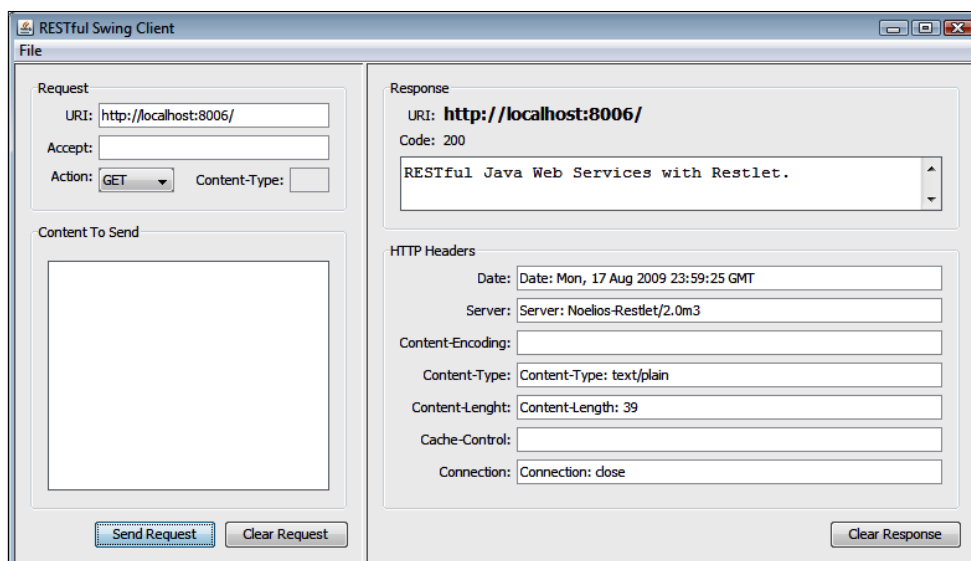 RESTful Swing Client
File
Request
URI: http://localhost:8006/
Accept:
Action: GET Content-Type:
Content To Send
Send Request Clear Request
Response
URI: http://localhost:8006/
Code: 200
RESTful Java Web Services with Restlet.
HTTP Headers
Date: Date: Mon, 17 Aug 2009 23:59:25 GMT
Server: Server: Noelios-Restlet/2.0m3
Content-Encoding:
Content-Type: Content-Type: text/plain
Content-Lenght: Content-Length: 39
Cache-Control:
Connection: Connection: close
Clear Response